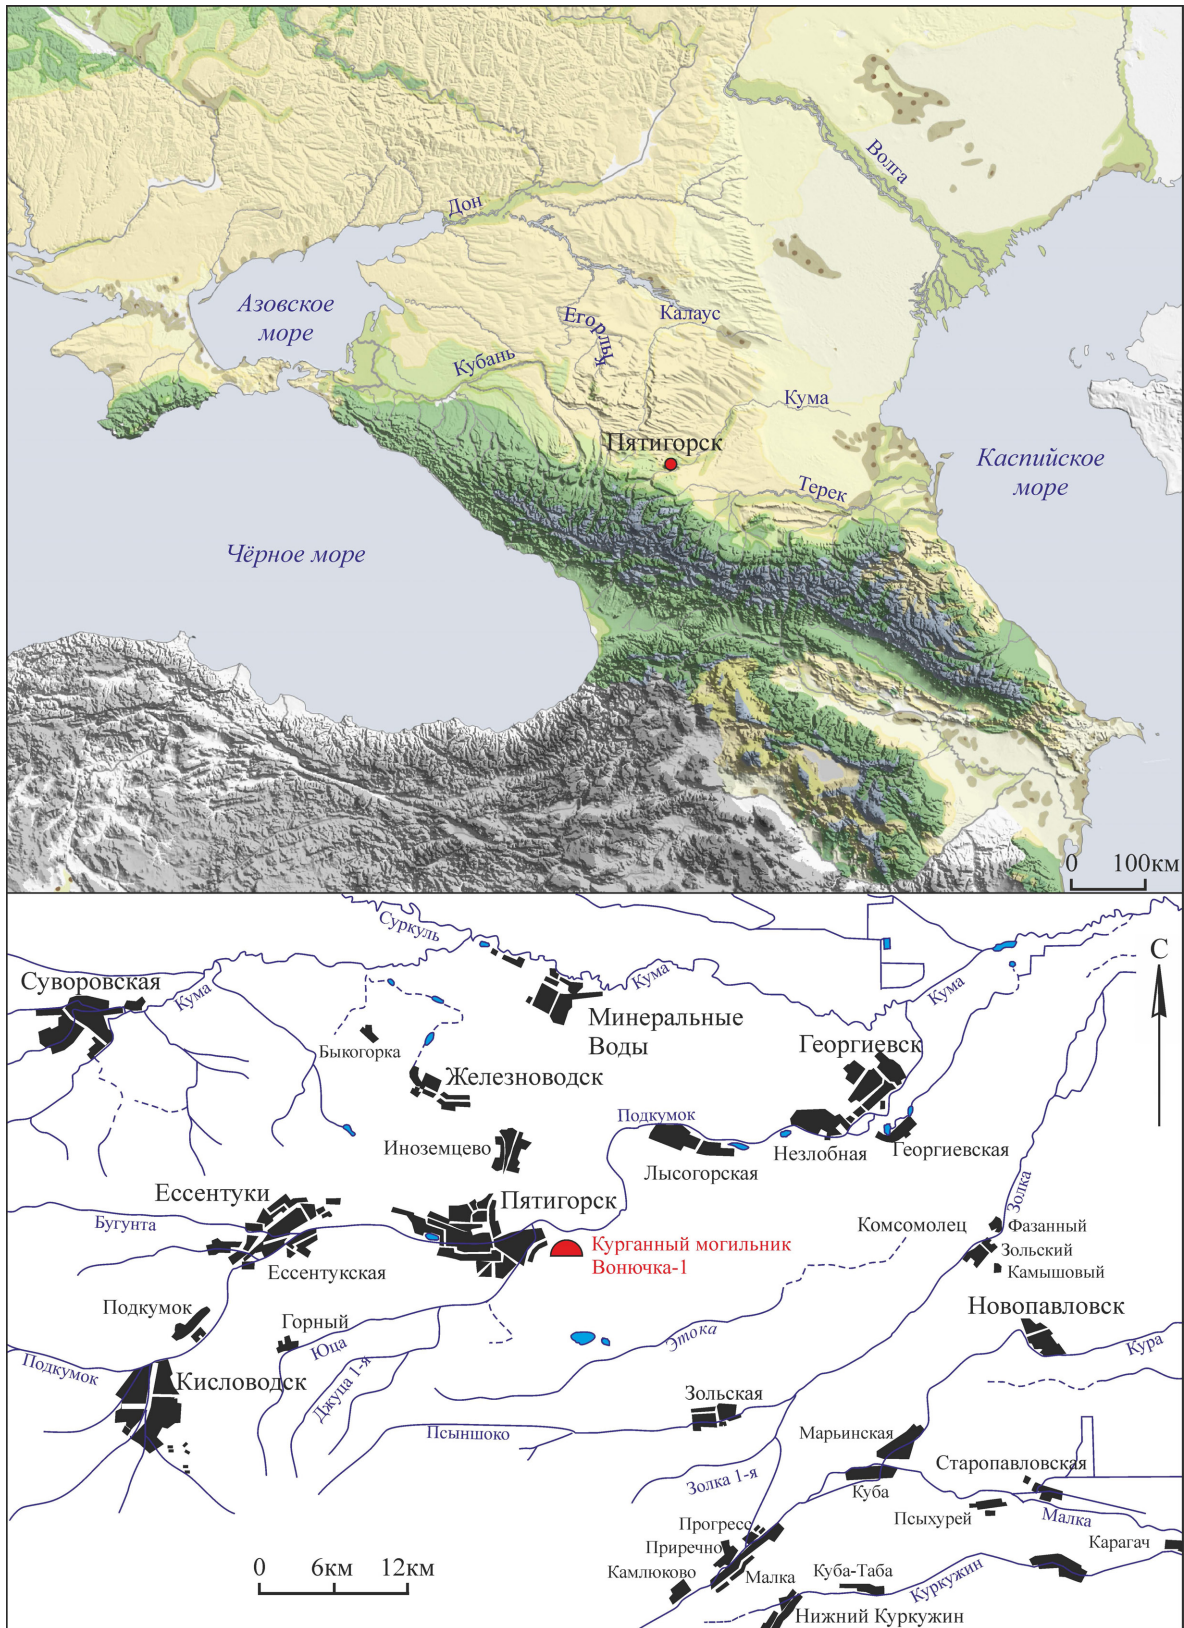 Волга
Дон
Азовское
море
Егорлык
Калаус
Кубань
Кума
Пятигорск
Каспийское
море
Терек
Чёрное море
0 100км
Суркуль
С
Суворовская
Кума
Кума
Кума
Минеральные
Воды
Быкогорка
Георгиевск
Железноводск
Подкумок
Иноземцево
Лысогорская
Незлобная
Георгиевская
Золка
Ессентуки
Пятигорск
Бугунта
Комсомолец
Фазанный
Курганный могильник
Вонючка-1
Зольский
Камышовый
Ессентукская
Подкумок
Горный
Новопавловск
Юца
Этока
Кура
Подкумок
Кисловодск
Джуца 1-я
Зольская
Псыншоко
Марьинская
Золка 1-я
Старопавловская
Куба
Псыхурей
Малка
Прогресс
Приречно
Карагач
Камлюково
Малка
Куба-Таба
Куркужин
0 6км 12км
Нижний Куркужин